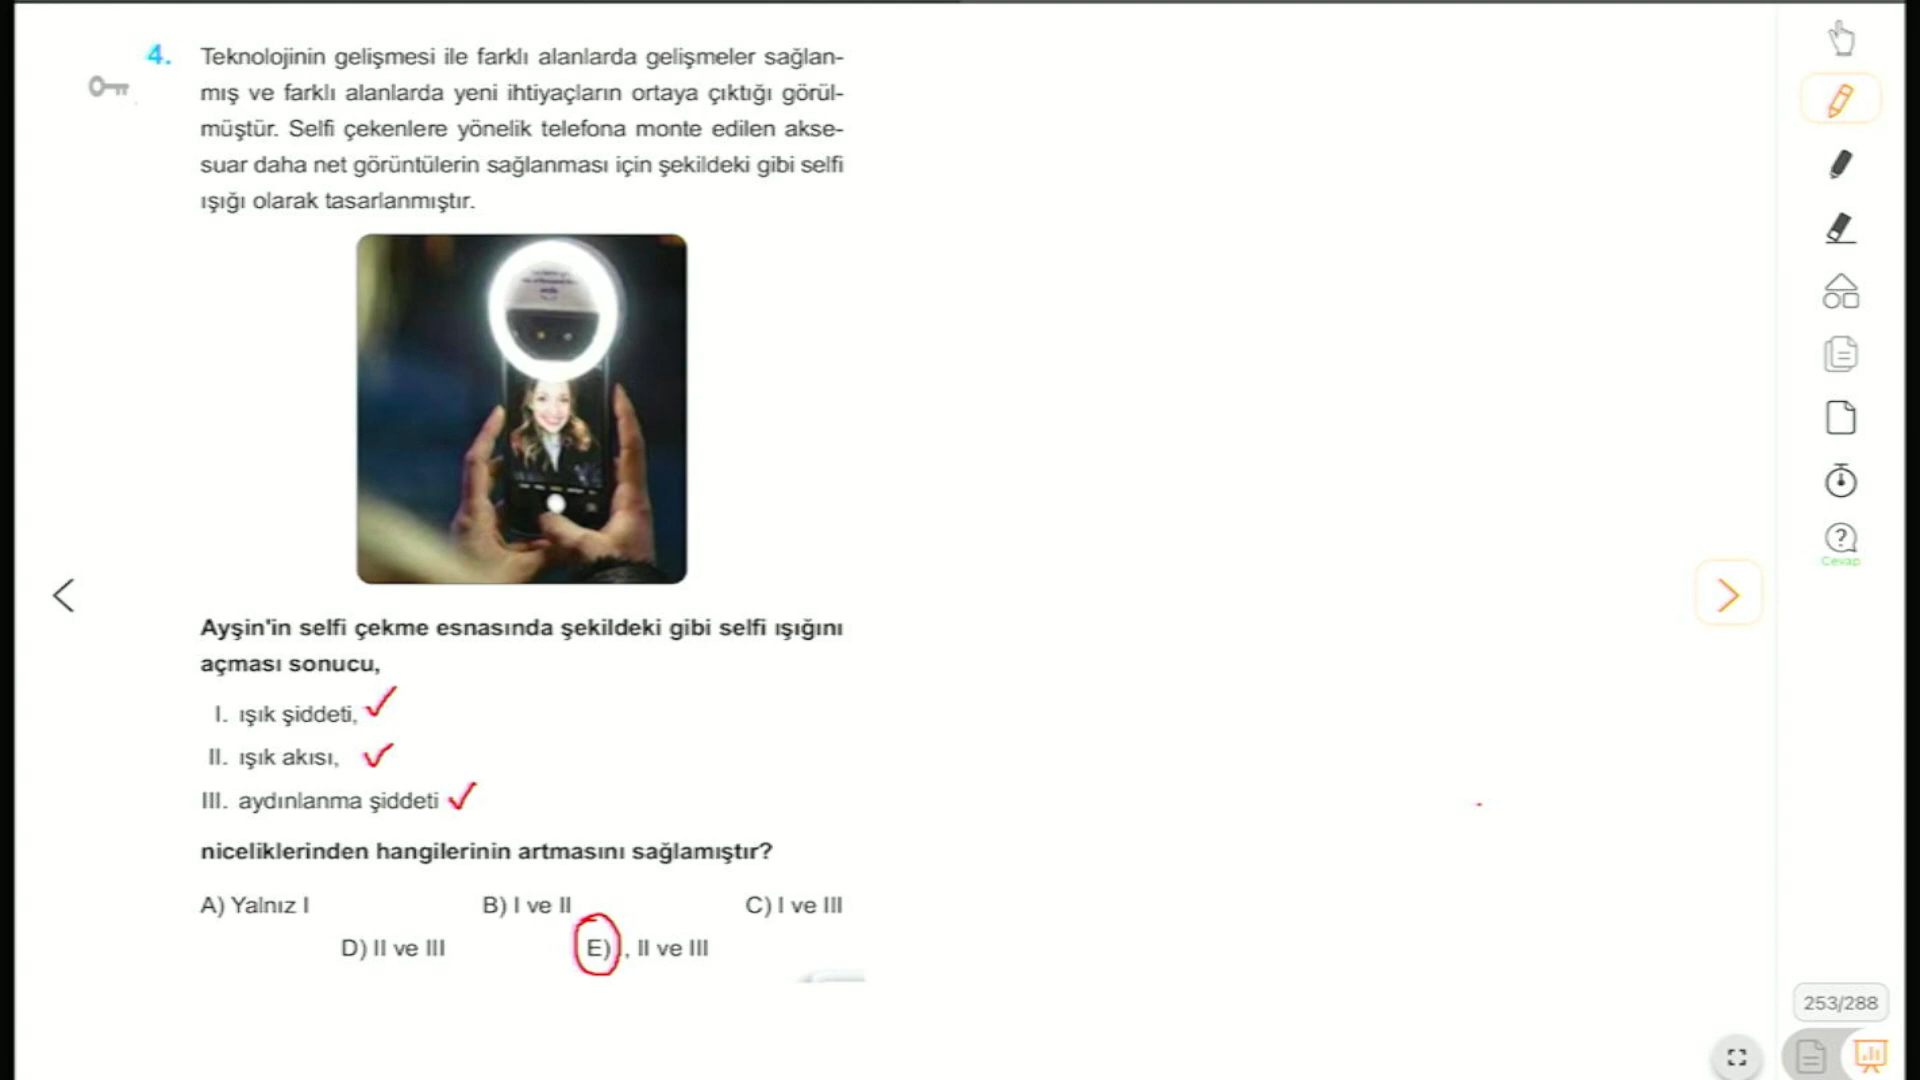 4. Teknolojinin gelişmesi ile farklı alanlarda gelişmeler sağlan-
mış ve farklı alanlarda yeni ihtiyaçların ortaya çıktığı görül-
müştür. Selfi çekenlere yönelik telefona monte edilen akse-
suar daha net görüntülerin sağlanması için şekildeki gibi selfi
ışığı olarak tasarlanmıştır.
Ayşin'in selfi çekme esnasında şekildeki gibi selfi ışığını
açması sonucu,
I. ışık şiddeti,
II. ışık akısı,
III. aydınlanma şiddeti
niceliklerinden hangilerinin artmasını sağlamıştır?
A) Yalnız I B) I ve II C) I ve III
D) II ve III E) , II ve III
Cevap
253/288